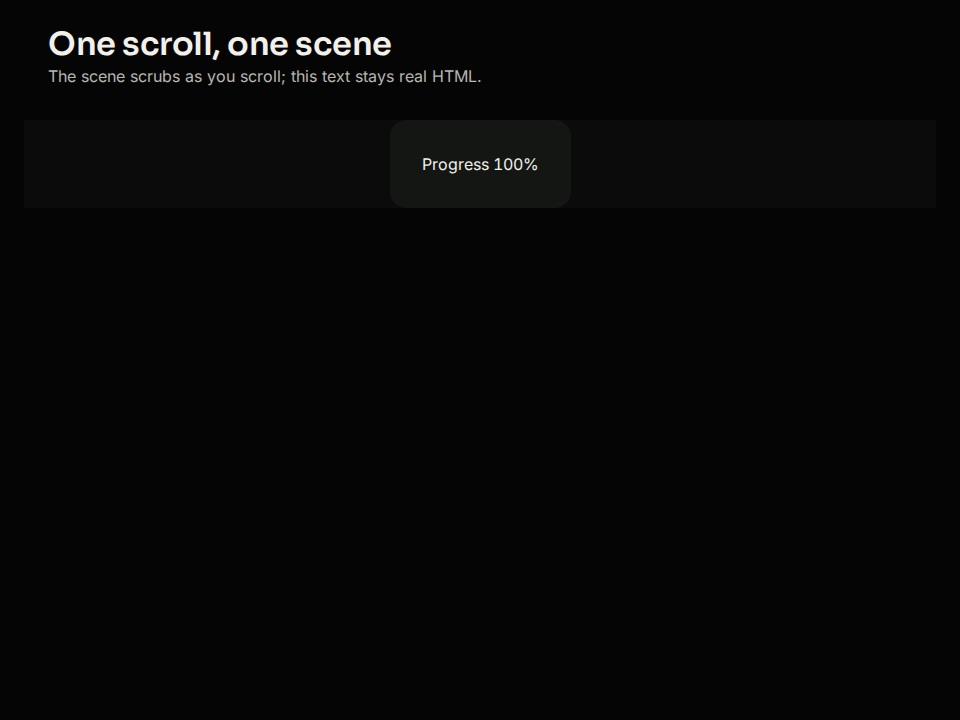 One scroll, one scene
The scene scrubs as you scroll; this text stays real HTML.
Progress 100%